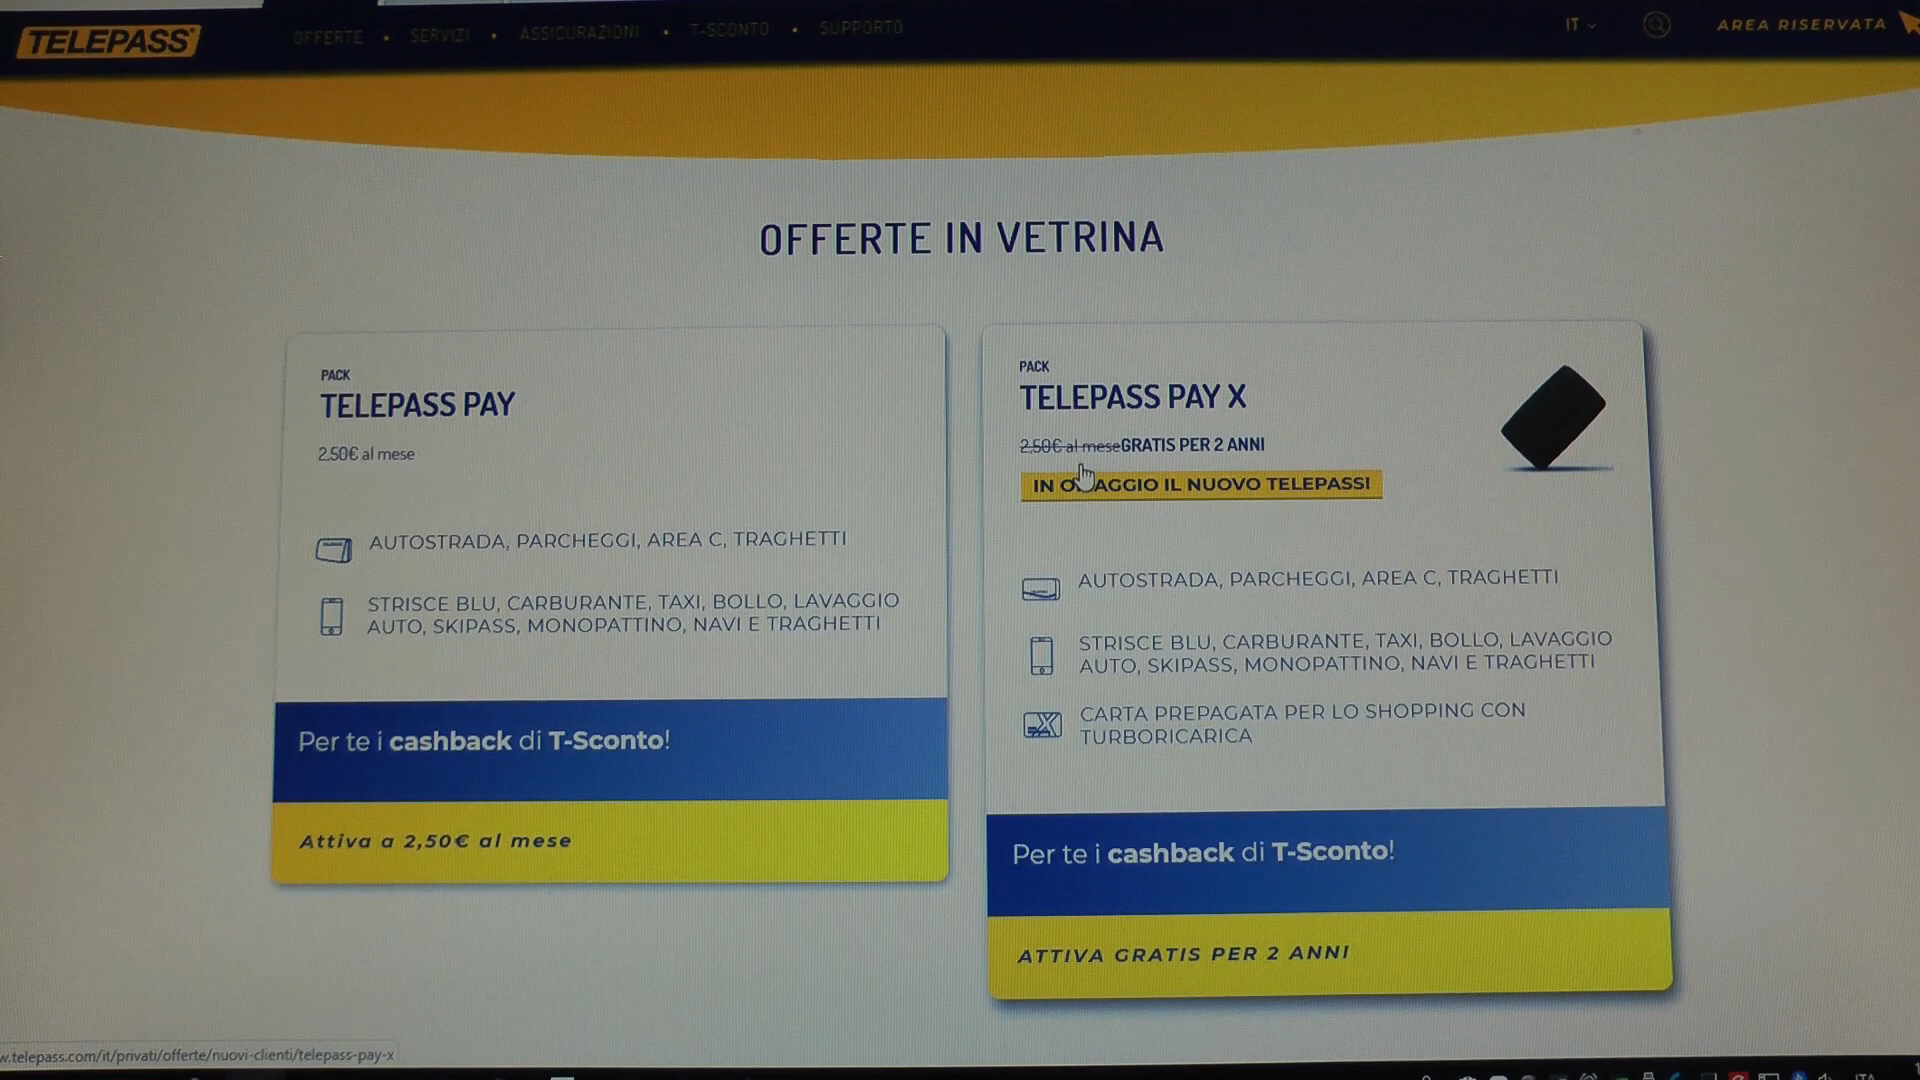 TELEPASS
OFFERTE • SERVIZI • ASSICURAZIONI • T-SCONTO • SUPPORTO
IT
AREA RISERVATA
OFFERTE IN VETRINA
PACK
TELEPASS PAY
2,50€ al mese
AUTOSTRADA, PARCHEGGI, AREA C, TRAGHETTI
STRISCE BLU, CARBURANTE, TAXI, BOLLO, LAVAGGIO
AUTO, SKIPASS, MONOPATTINO, NAVI E TRAGHETTI
Per te i cashback di T-Sconto!
Attiva a 2,50€ al mese
PACK
TELEPASS PAY X
2,50€ al meseGRATIS PER 2 ANNI
IN OMAGGIO IL NUOVO TELEPASS!
AUTOSTRADA, PARCHEGGI, AREA C, TRAGHETTI
STRISCE BLU, CARBURANTE, TAXI, BOLLO, LAVAGGIO
AUTO, SKIPASS, MONOPATTINO, NAVI E TRAGHETTI
CARTA PREPAGATA PER LO SHOPPING CON
TURBORICARICA
Per te i cashback di T-Sconto!
ATTIVA GRATIS PER 2 ANNI
w.telepass.com/it/privati/offerte/nuovi-clienti/telepass-pay-x
ITA